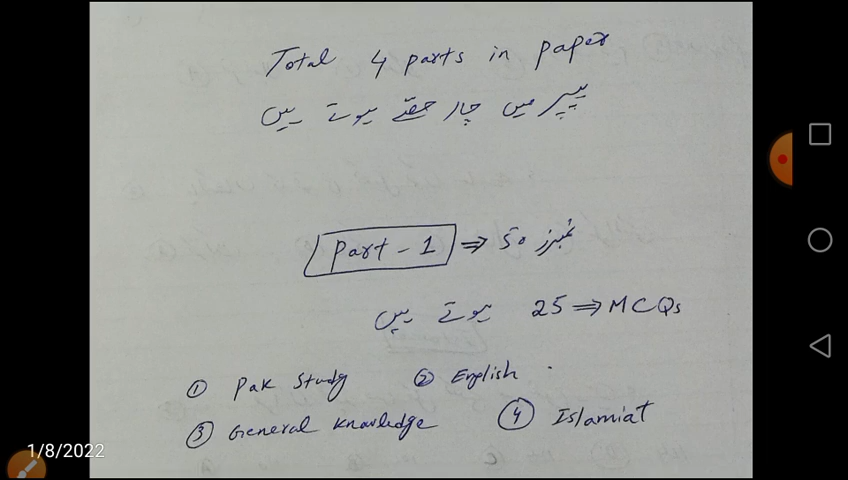 Total 4 parts in paper
پیپر میں چار حصّے ہوتے ہیں
Part - 1 ⇒ 50 نمبرز
25 ⇒ MCQs ہوتے ہیں
① Pak Study ② English
③ General Knowledge ④ Islamiat
1/8/2022